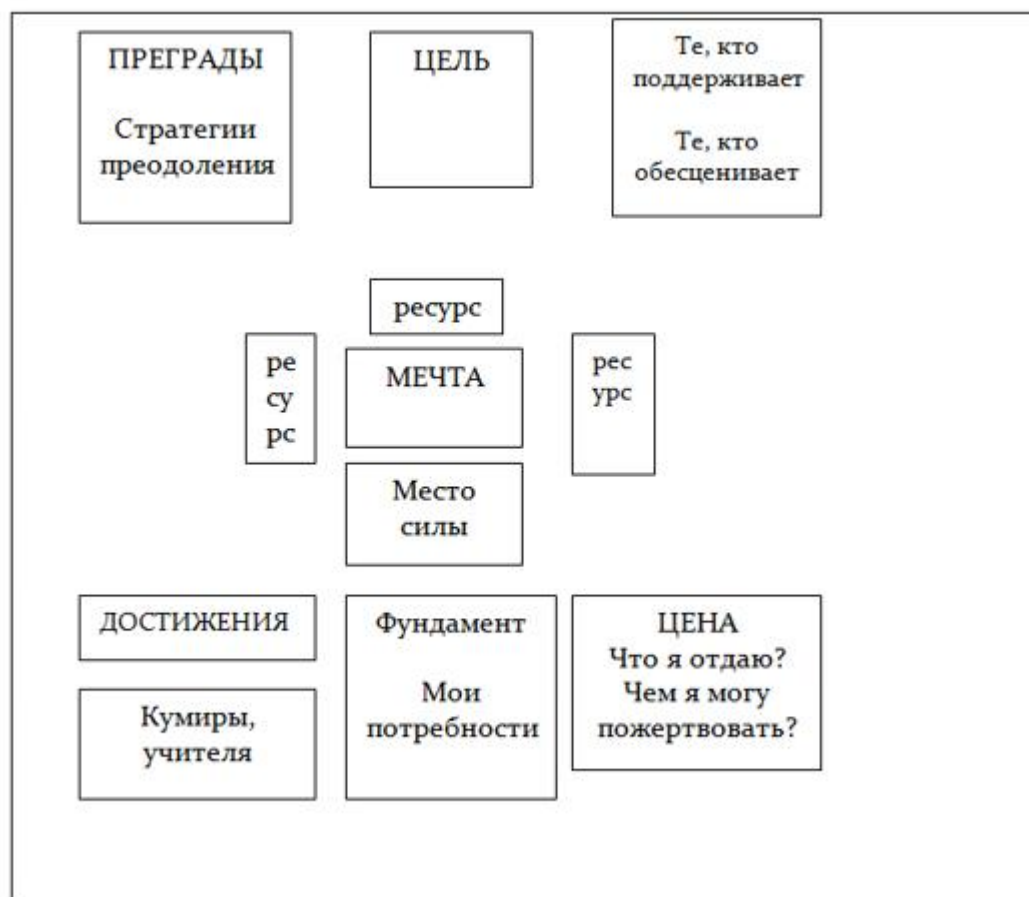 ПРЕГРАДЫ
Стратегии
преодоления
ЦЕЛЬ
Те, кто
поддерживает
Те, кто
обесценивает
ресурс
ре
су
рс
МЕЧТА
рес
урс
Место
силы
ДОСТИЖЕНИЯ
Кумиры,
учителя
Фундамент
Мои
потребности
ЦЕНА
Что я отдаю?
Чем я могу
пожертвовать?